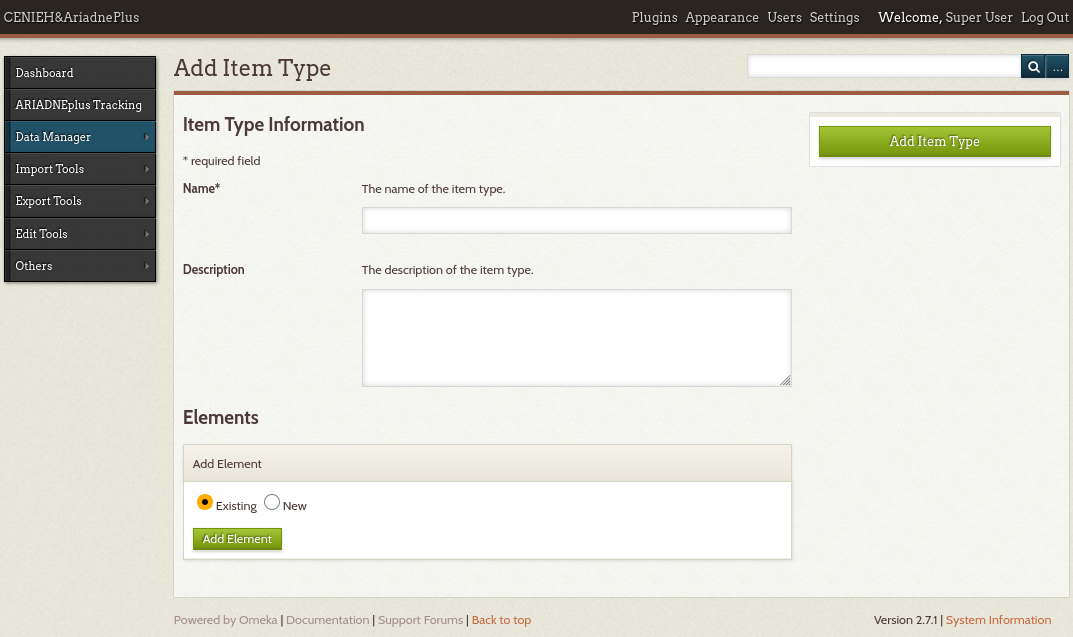 CENIEH&AriadnePlus
Plugins Appearance Users Settings Welcome, Super User Log Out
Dashboard
ARIADNEplus Tracking
Data Manager
Import Tools
Export Tools
Edit Tools
Others
Add Item Type
...
Item Type Information
* required field
Name*
The name of the item type.
Description
The description of the item type.
Elements
Add Element
Existing New
Add Element
Add Item Type
Powered by Omeka | Documentation | Support Forums | Back to top
Version 2.7.1 | System Information